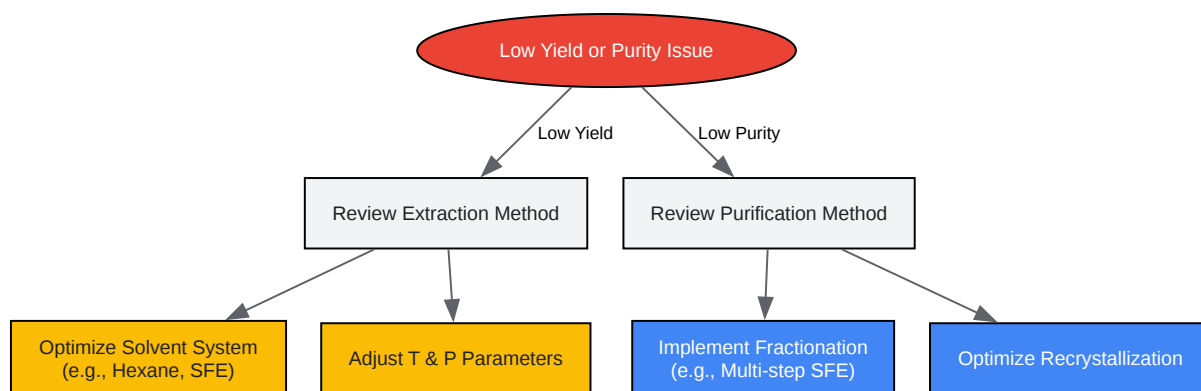 Low Yield or Purity Issue
Low Yield
Low Purity
Review Extraction Method
Review Purification Method
Optimize Solvent System
(e.g., Hexane, SFE)
Adjust T & P Parameters
Implement Fractionation
(e.g., Multi-step SFE)
Optimize Recrystallization